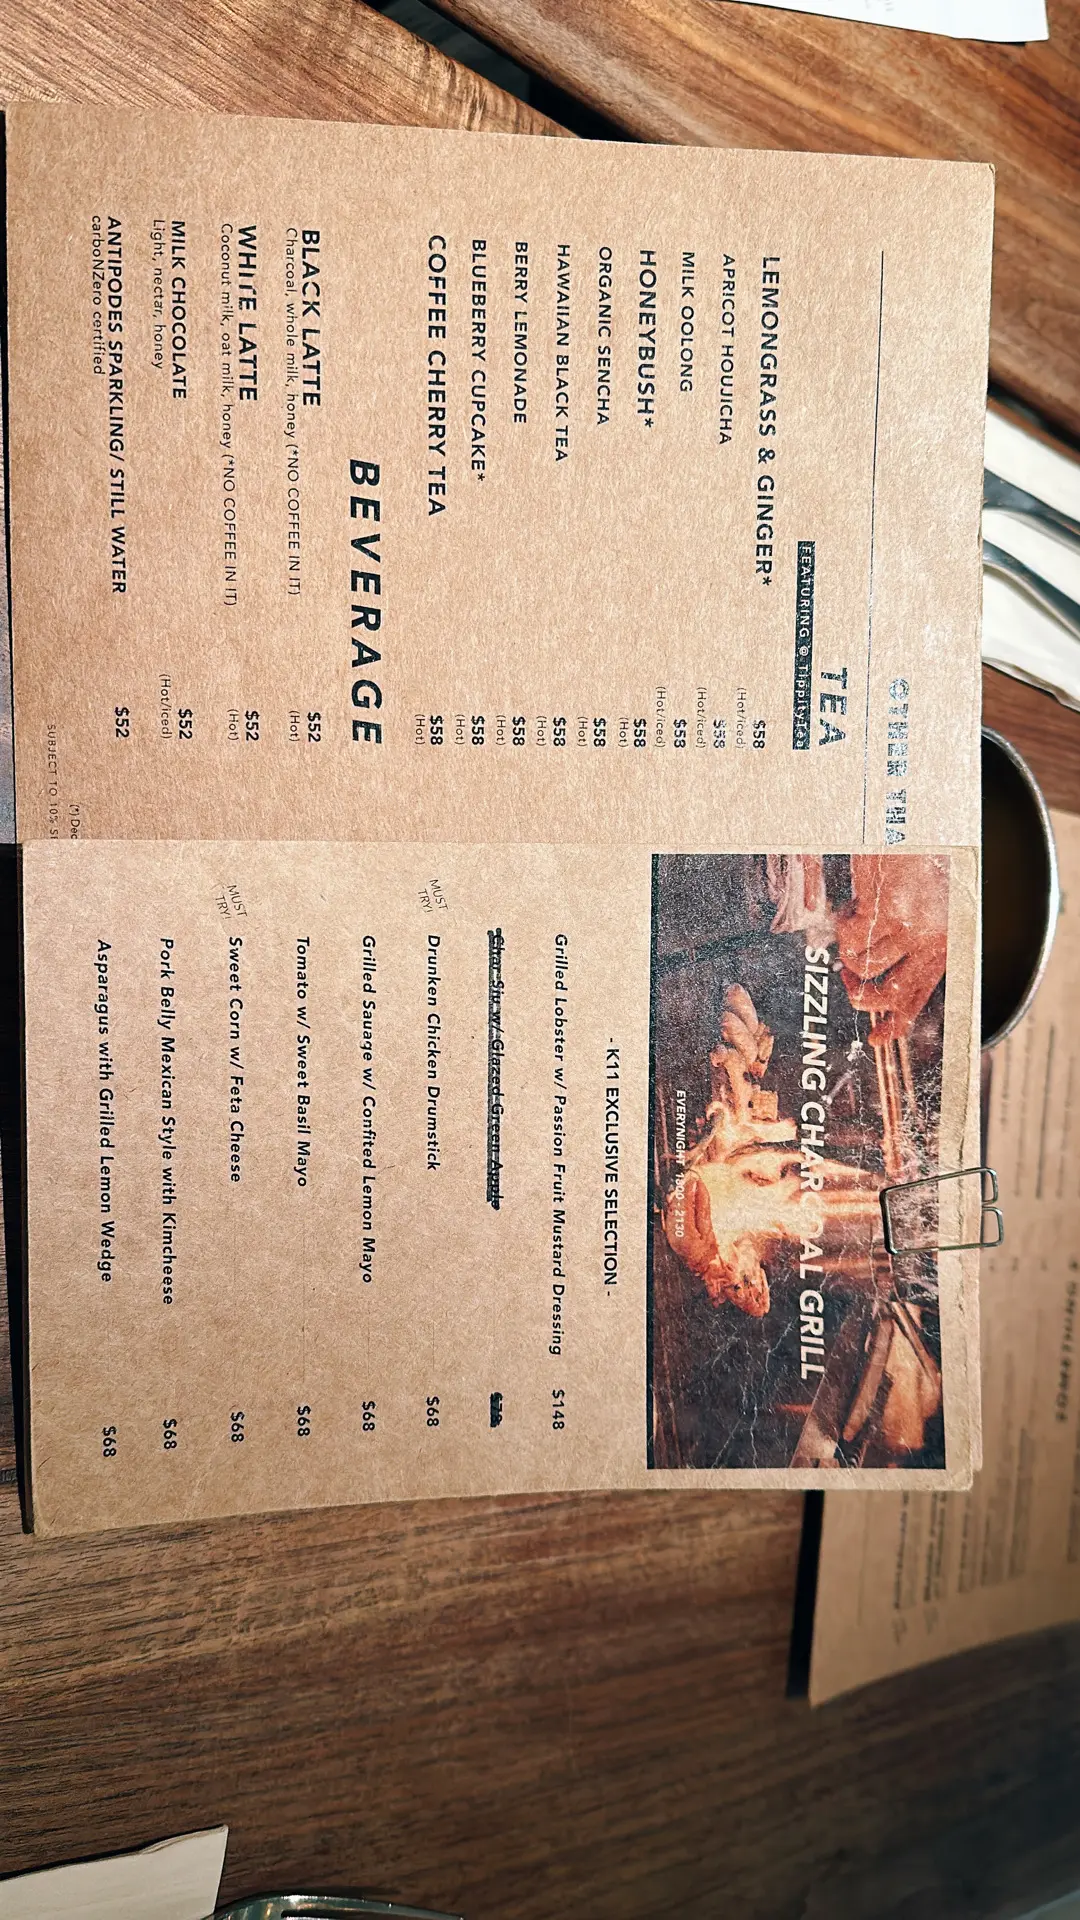 OTHER THA
TEA
FEATURING @ Tippity Tea
LEMONGRASS & GINGER* $58
(Hot/Iced)
APRICOT HOUJICHA $58
(Hot/Iced)
MILK OOLONG $58
(Hot/Iced)
HONEYBUSH* $58
(Hot)
ORGANIC SENCHA $58
(Hot)
HAWAIIAN BLACK TEA $58
(Hot)
BERRY LEMONADE $58
(Hot)
BLUEBERRY CUPCAKE* $58
(Hot)
COFFEE CHERRY TEA $58
(Hot)
BEVERAGE
BLACK LATTE $52
Charcoal, whole milk, honey (*NO COFFEE IN IT) (Hot)
WHITE LATTE $52
Coconut milk, oat milk, honey (*NO COFFEE IN IT) (Hot)
MILK CHOCOLATE $52
Light, nectar, honey (Hot/Iced)
ANTIPODES SPARKLING/ STILL WATER $52
carboNZero certified
(*) Dec
SUBJECT TO 10% SE
SIZZLING CHARCOAL GRILL
EVERYNIGHT 1800 - 2130
- K11 EXCLUSIVE SELECTION -
Grilled Lobster w/ Passion Fruit Mustard Dressing $148
Char Siu w/ Glazed Green Apple
MUST TRY! Drunken Chicken Drumstick $68
Grilled Sauage w/ Confited Lemon Mayo $68
Tomato w/ Sweet Basil Mayo $68
MUST TRY! Sweet Corn w/ Feta Cheese $68
Pork Belly Mexican Style with Kimcheese $68
Asparagus with Grilled Lemon Wedge $68